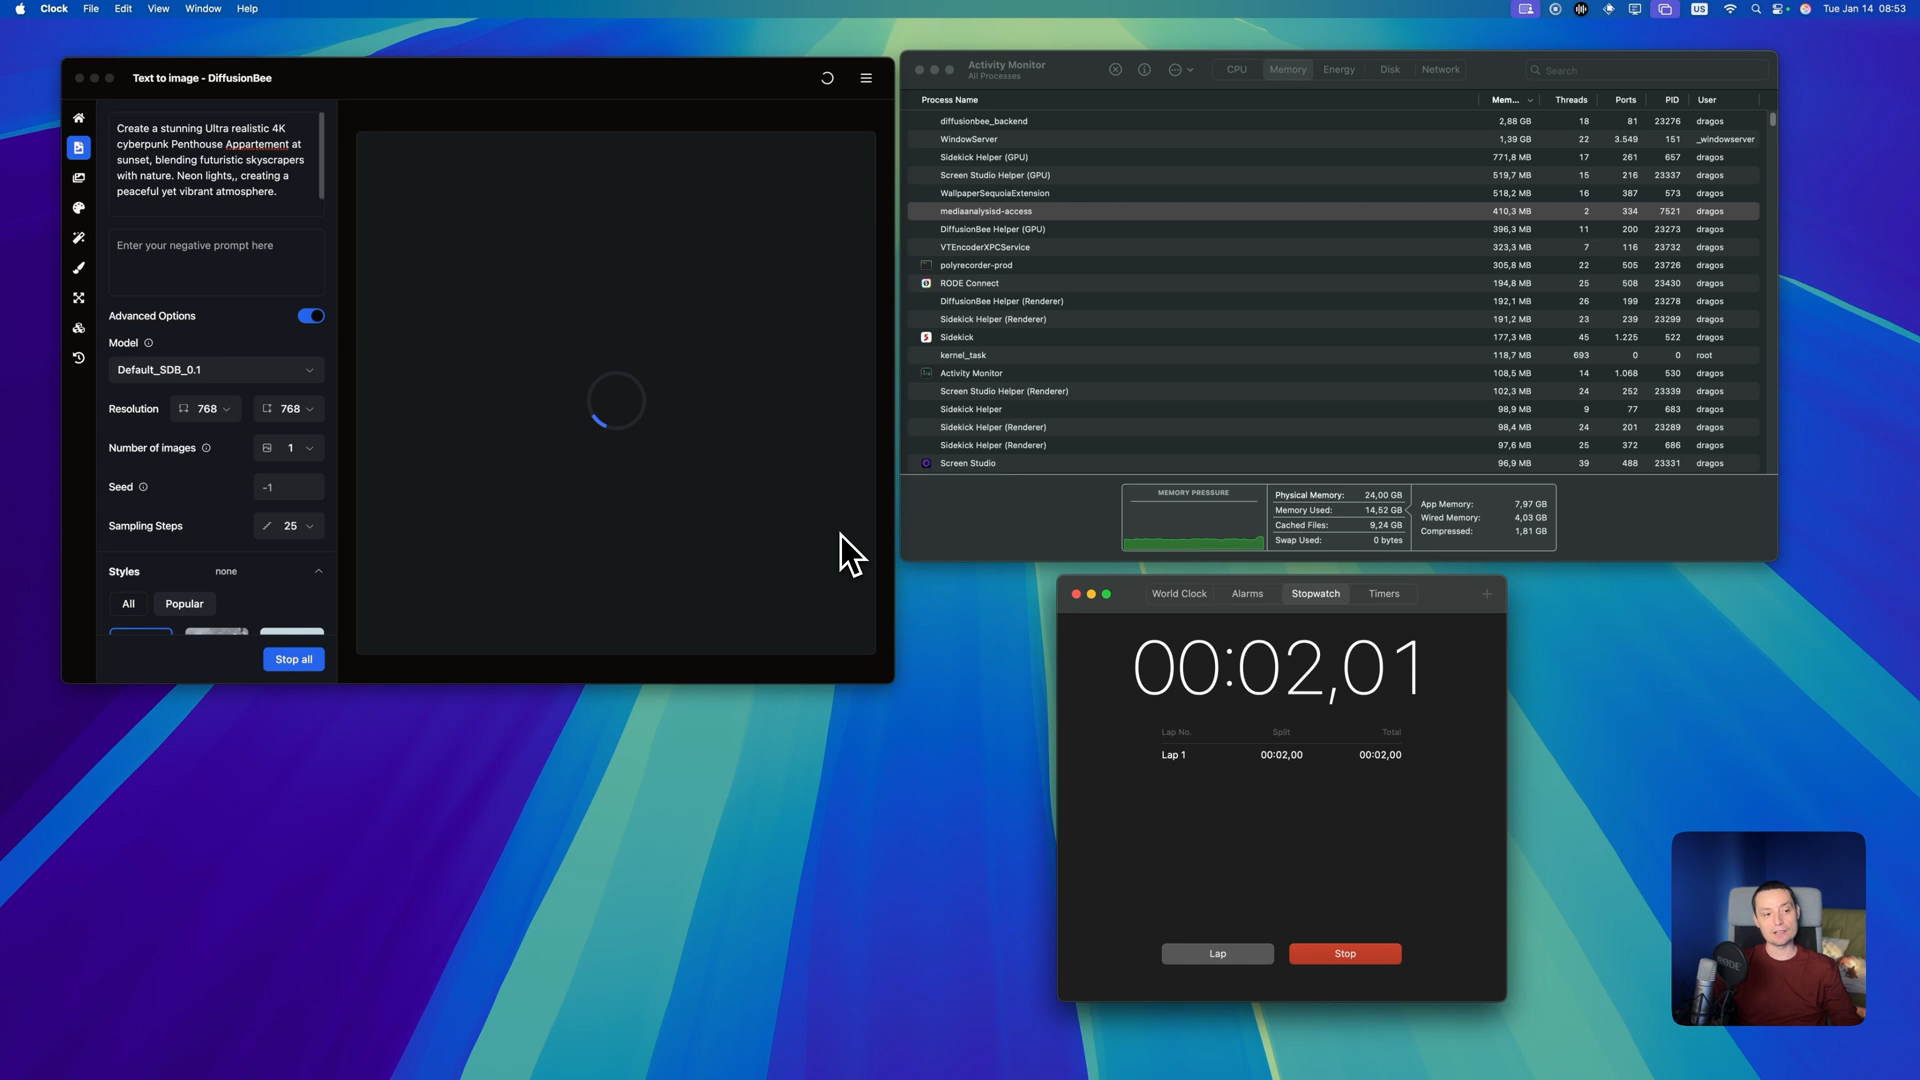 Clock File Edit View Window Help
US Tue Jan 14 08:53
Text to image - DiffusionBee
Create a stunning Ultra realistic 4K
cyberpunk Penthouse Appartement at
sunset, blending futuristic skyscrapers
with nature. Neon lights,, creating a
peaceful yet vibrant atmosphere.
Enter your negative prompt here
Advanced Options
Model
Default_SDB_0.1
Resolution 768 768
Number of images 1
Seed -1
Sampling Steps 25
Styles none
All Popular
Stop all
Activity Monitor
All Processes
CPU Memory Energy Disk Network Search
Process Name Mem... Threads Ports PID User
diffusionbee_backend 2,88 GB 18 81 23276 dragos
WindowServer 1,39 GB 22 3.549 151 _windowserver
Sidekick Helper (GPU) 771,8 MB 17 261 657 dragos
Screen Studio Helper (GPU) 519,7 MB 15 216 23337 dragos
WallpaperSequoiaExtension 518,2 MB 16 387 573 dragos
mediaanalysisd-access 410,3 MB 2 334 7521 dragos
DiffusionBee Helper (GPU) 396,3 MB 11 200 23273 dragos
VTEncoderXPCService 323,3 MB 7 116 23732 dragos
polyrecorder-prod 305,8 MB 22 505 23726 dragos
RODE Connect 194,8 MB 25 508 23430 dragos
DiffusionBee Helper (Renderer) 192,1 MB 26 199 23278 dragos
Sidekick Helper (Renderer) 191,2 MB 23 239 23299 dragos
Sidekick 177,3 MB 45 1.225 522 dragos
kernel_task 118,7 MB 693 0 0 root
Activity Monitor 108,5 MB 14 1.068 530 dragos
Screen Studio Helper (Renderer) 102,3 MB 24 252 23339 dragos
Sidekick Helper 98,9 MB 9 77 683 dragos
Sidekick Helper (Renderer) 98,4 MB 24 201 23289 dragos
Sidekick Helper (Renderer) 97,6 MB 25 372 686 dragos
Screen Studio 96,9 MB 39 488 23331 dragos
MEMORY PRESSURE
Physical Memory: 24,00 GB
Memory Used: 14,52 GB
Cached Files: 9,24 GB
Swap Used: 0 bytes
App Memory: 7,97 GB
Wired Memory: 4,03 GB
Compressed: 1,81 GB
World Clock Alarms Stopwatch Timers
00:02,01
Lap No. Split Total
Lap 1 00:02,00 00:02,00
Lap Stop
RODE